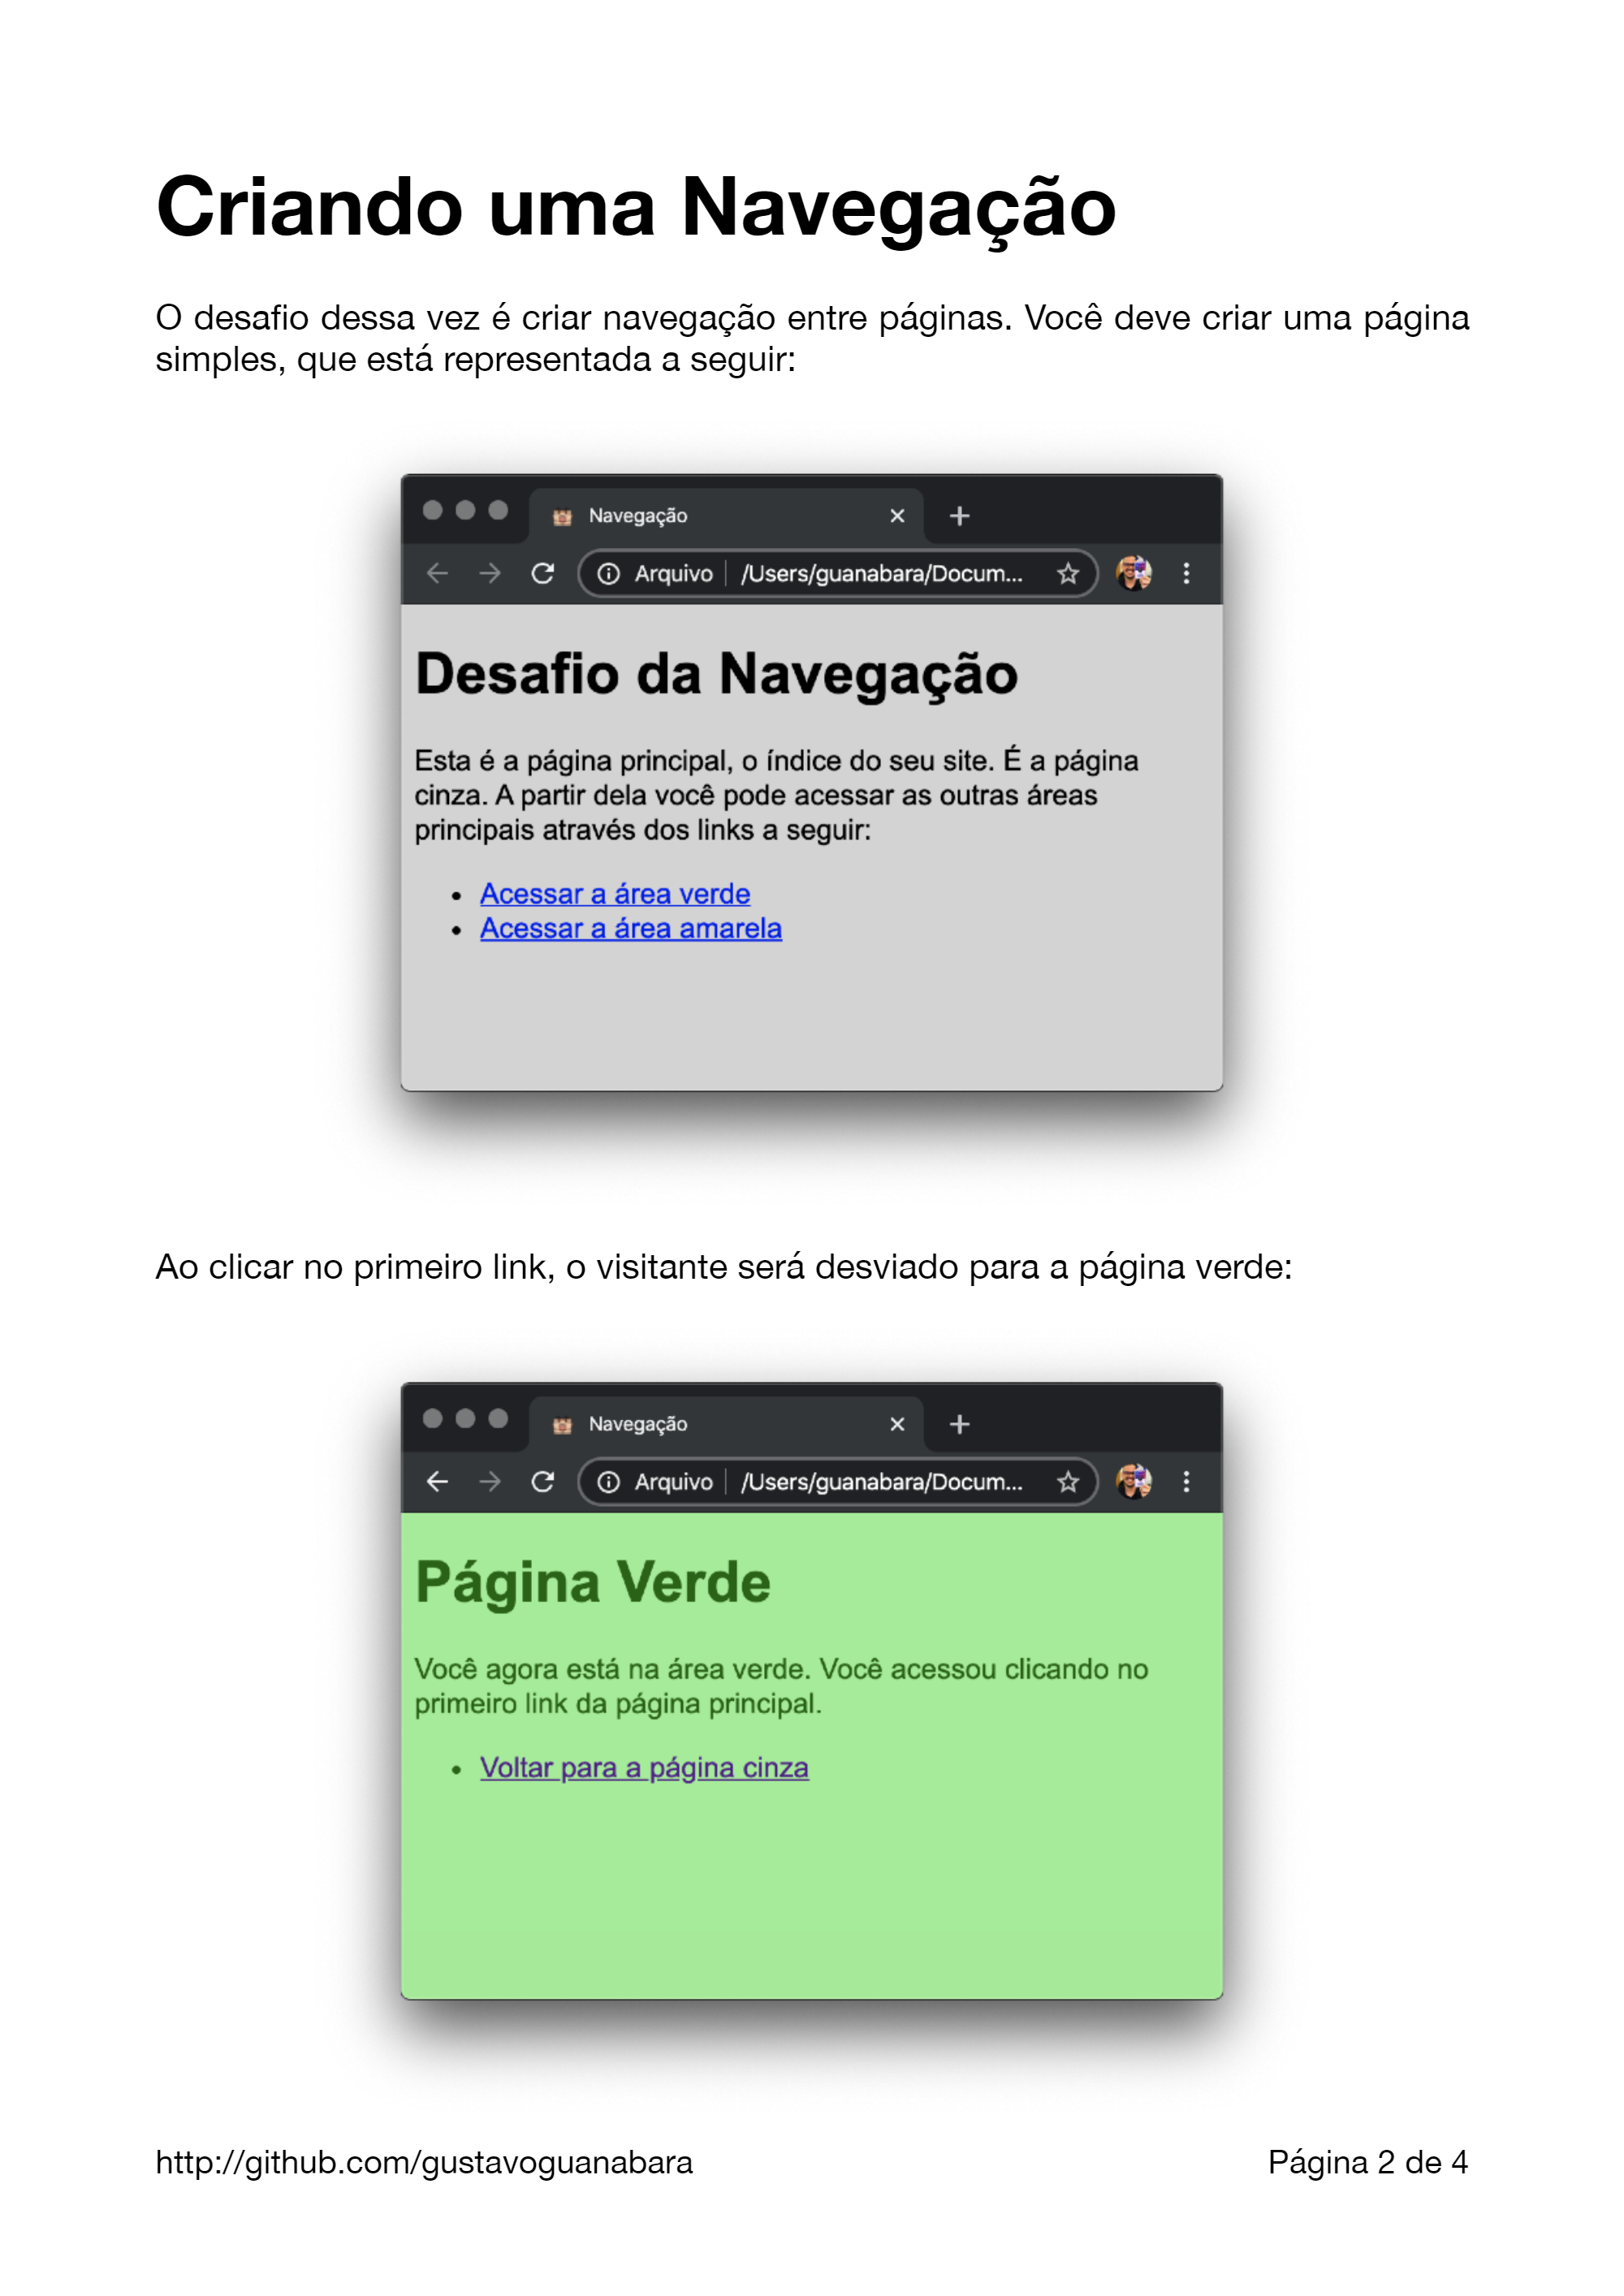 Criando uma Navegação
O desafio dessa vez é criar navegação entre páginas. Você deve criar uma página
simples, que está representada a seguir:
Navegação
Arquivo | /Users/guanabara/Docum...
Desafio da Navegação
Esta é a página principal, o índice do seu site. É a página
cinza. A partir dela você pode acessar as outras áreas
principais através dos links a seguir:
• Acessar a área verde
• Acessar a área amarela
Ao clicar no primeiro link, o visitante será desviado para a página verde:
Navegação
Arquivo | /Users/guanabara/Docum...
Página Verde
Você agora está na área verde. Você acessou clicando no
primeiro link da página principal.
• Voltar para a página cinza
http://github.com/gustavoguanabara Página 2 de 4